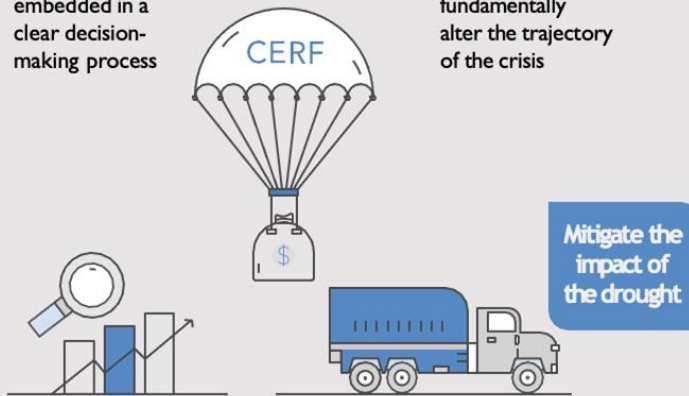 embedded in a
clear decision-
making process
CERF
fundamentally
alter the trajectory
of the crisis
$
Mitigate the
impact of
the drought